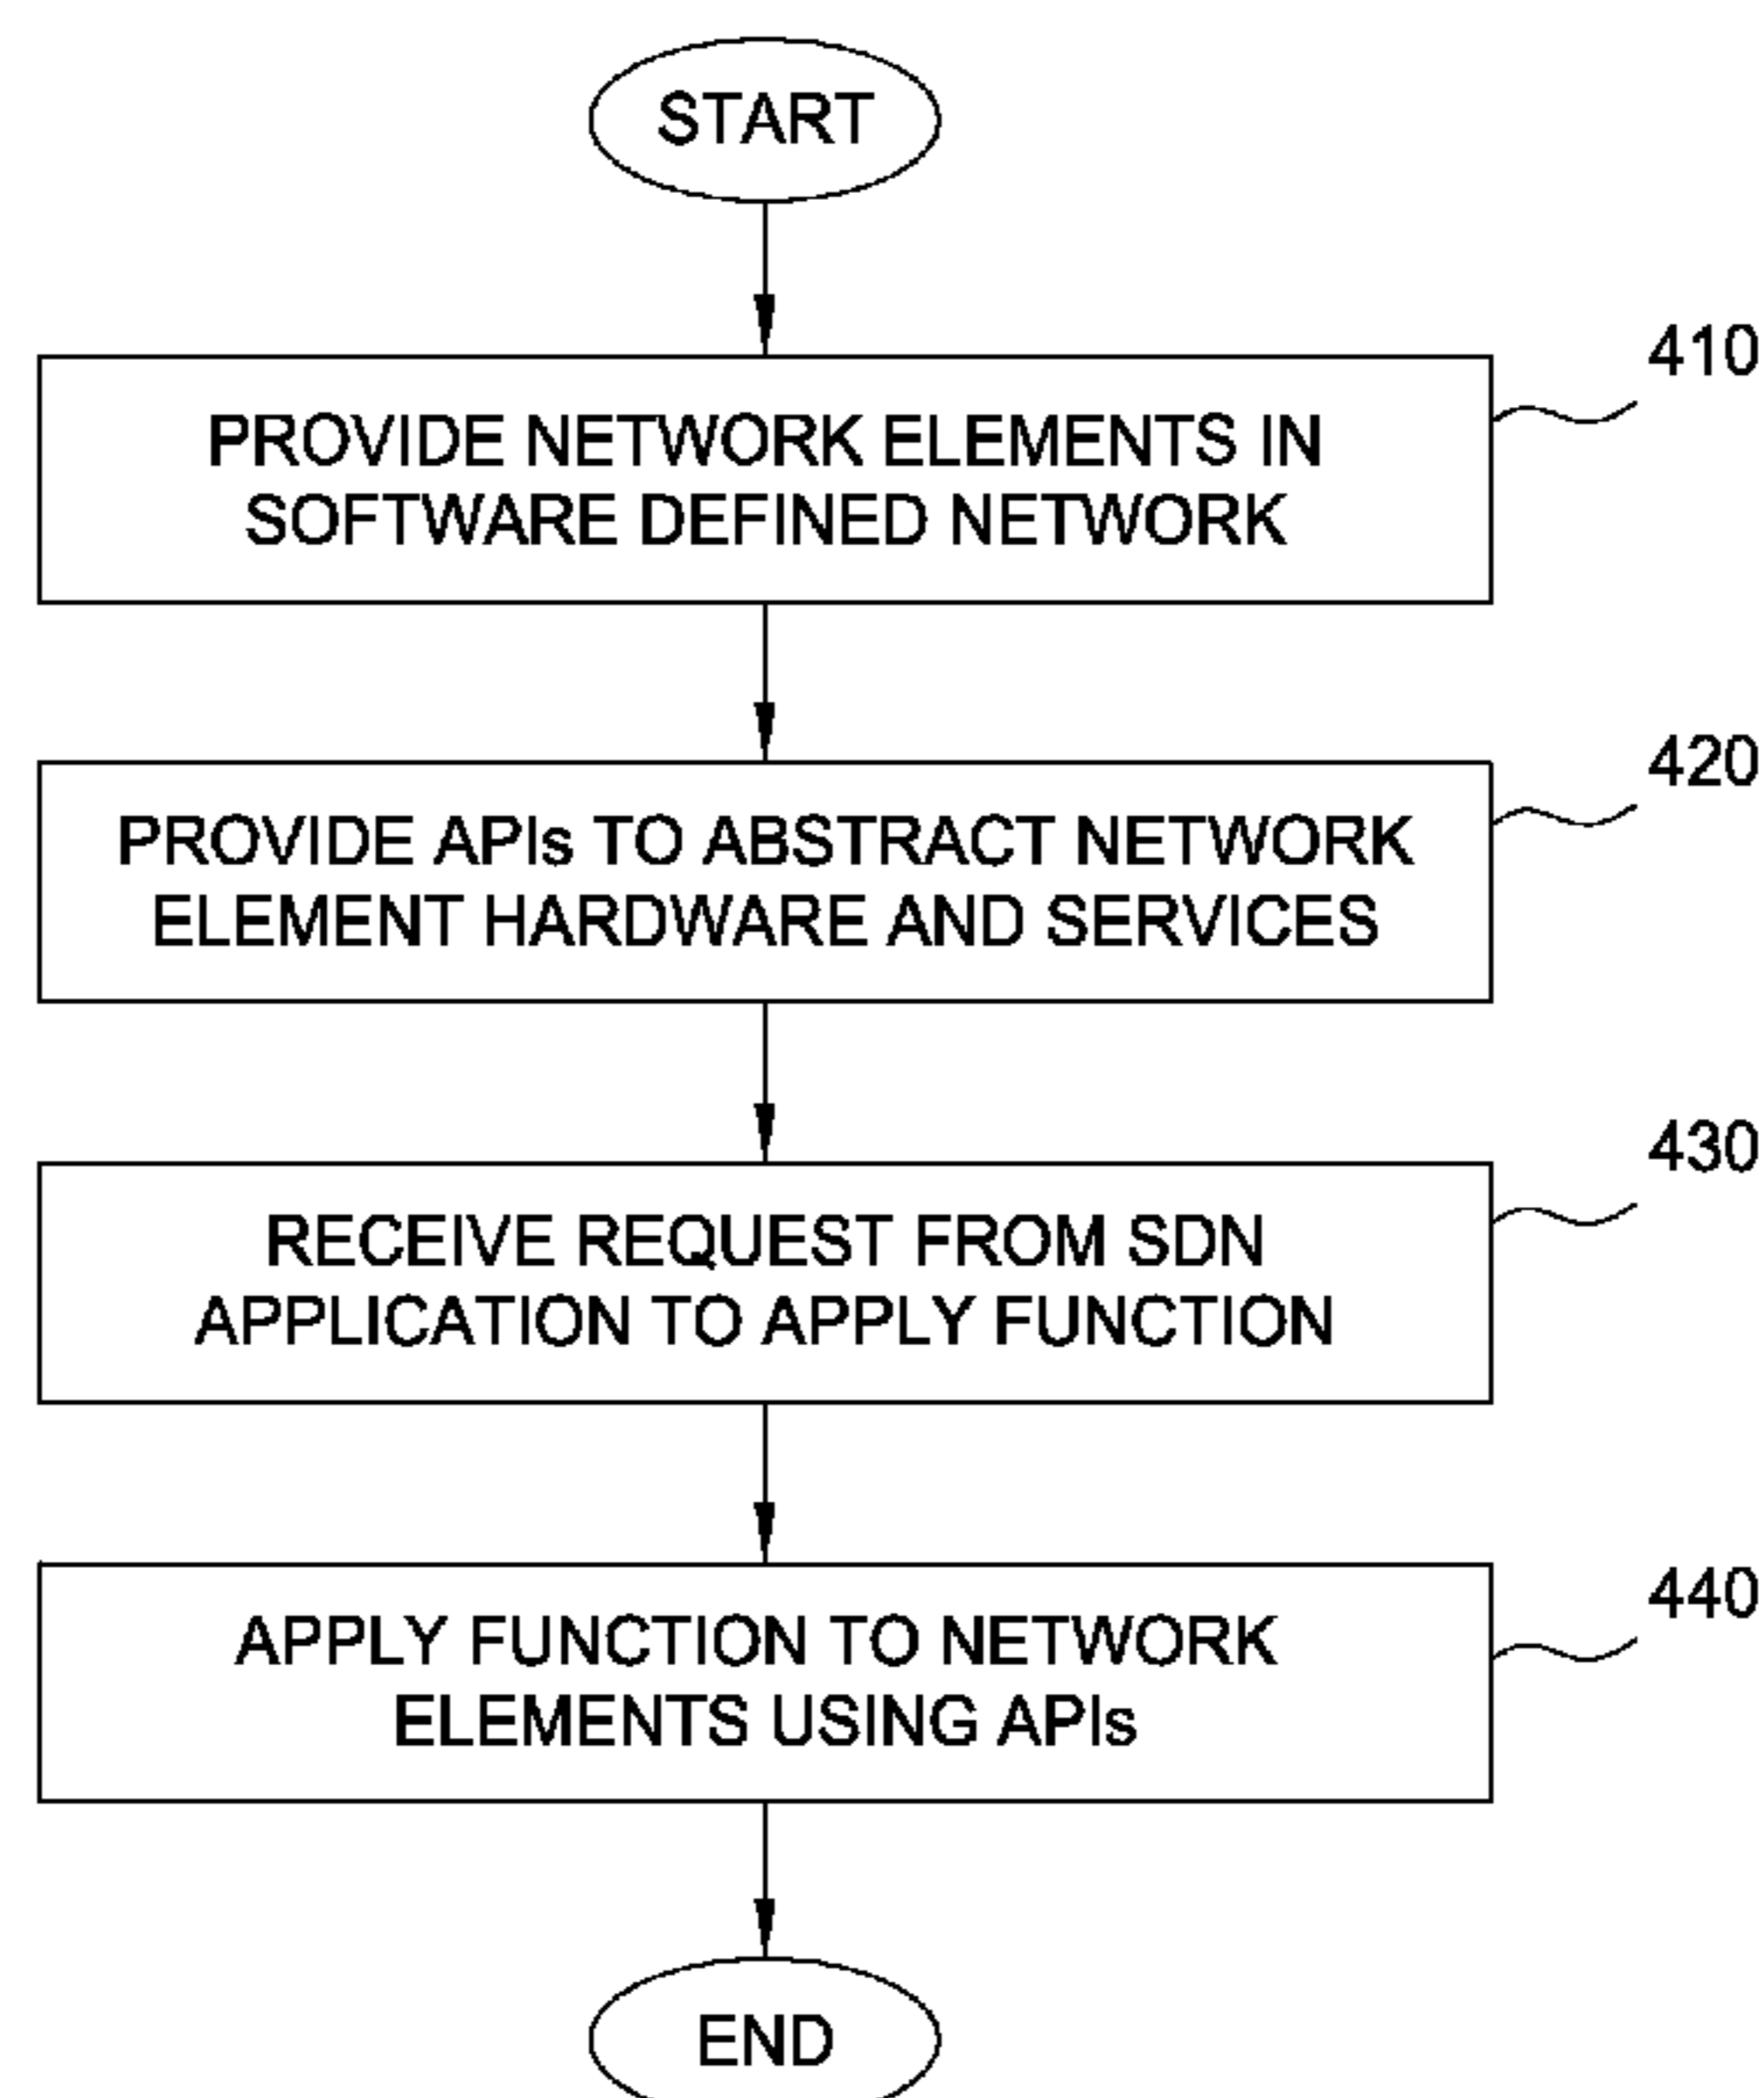 START
410
PROVIDE NETWORK ELEMENTS IN
SOFTWARE DEFINED NETWORK
420
PROVIDE APIs TO ABSTRACT NETWORK
ELEMENT HARDWARE AND SERVICES
430
RECEIVE REQUEST FROM SDN
APPLICATION TO APPLY FUNCTION
440
APPLY FUNCTION TO NETWORK
ELEMENTS USING APIs
END